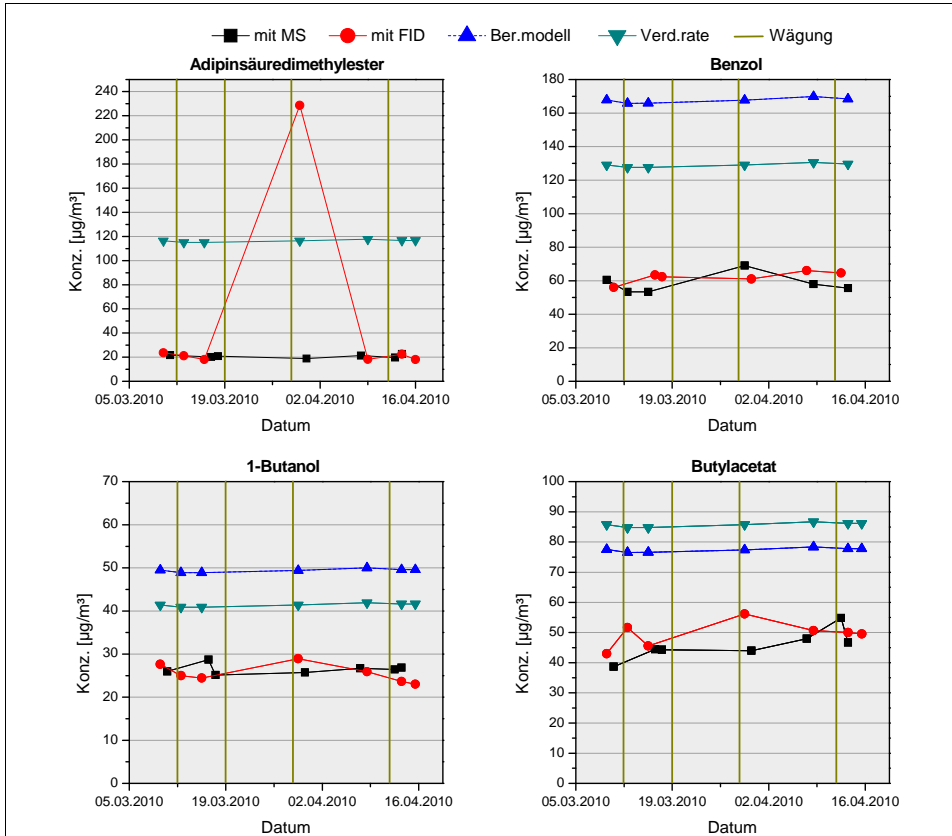 mit MS mit FID Ber.modell Verd.rate Wägung
Adipinsäuredimethylester
240
220
200
180
160
140
120
100
80
60
40
20
0
Konz. [µg/m³]
05.03.2010 19.03.2010 02.04.2010 16.04.2010
Datum
Benzol
180
160
140
120
100
80
60
40
20
0
Konz. [µg/m³]
05.03.2010 19.03.2010 02.04.2010 16.04.2010
Datum
1-Butanol
70
60
50
40
30
20
10
0
Konz. [µg/m³]
05.03.2010 19.03.2010 02.04.2010 16.04.2010
Datum
Butylacetat
100
90
80
70
60
50
40
30
20
10
0
Konz. [µg/m³]
05.03.2010 19.03.2010 02.04.2010 16.04.2010
Datum